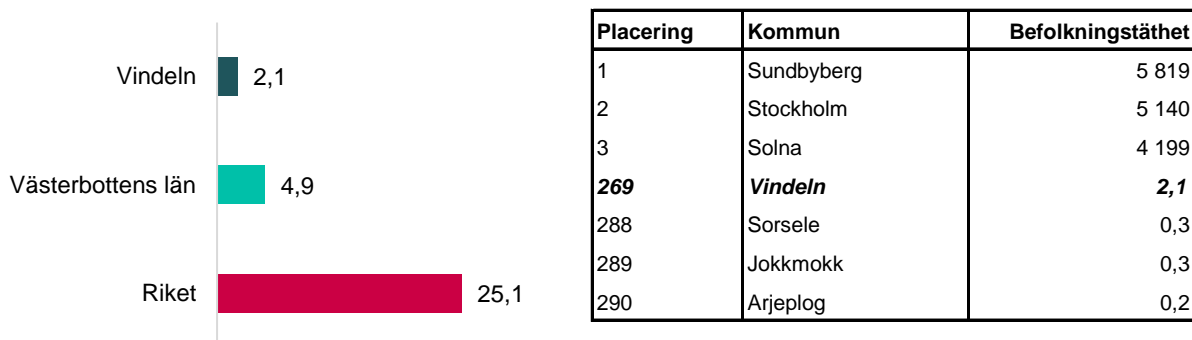 Vindeln 2,1
Västerbottens län 4,9
Riket 25,1
Placering Kommun Befolkningstäthet
1 Sundbyberg 5 819
2 Stockholm 5 140
3 Solna 4 199
269 Vindeln 2,1
288 Sorsele 0,3
289 Jokkmokk 0,3
290 Arjeplog 0,2